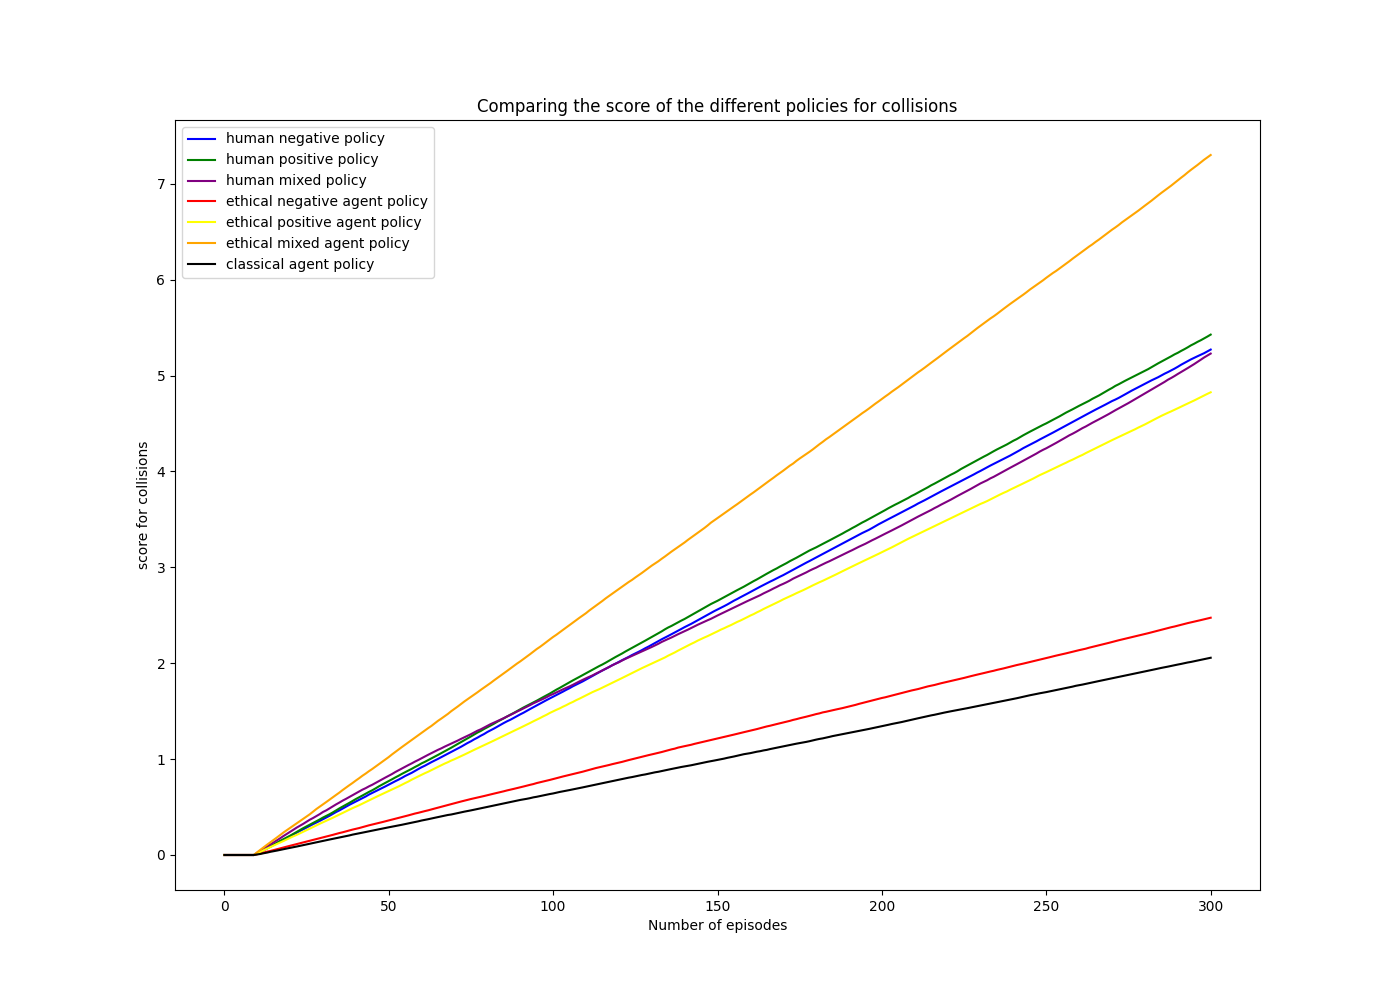 Comparing the score of the different policies for collisions
human negative policy
human positive policy
human mixed policy
ethical negative agent policy
ethical positive agent policy
ethical mixed agent policy
classical agent policy
score for collisions
7
6
5
4
3
2
1
0
0 50 100 150 200 250 300
Number of episodes